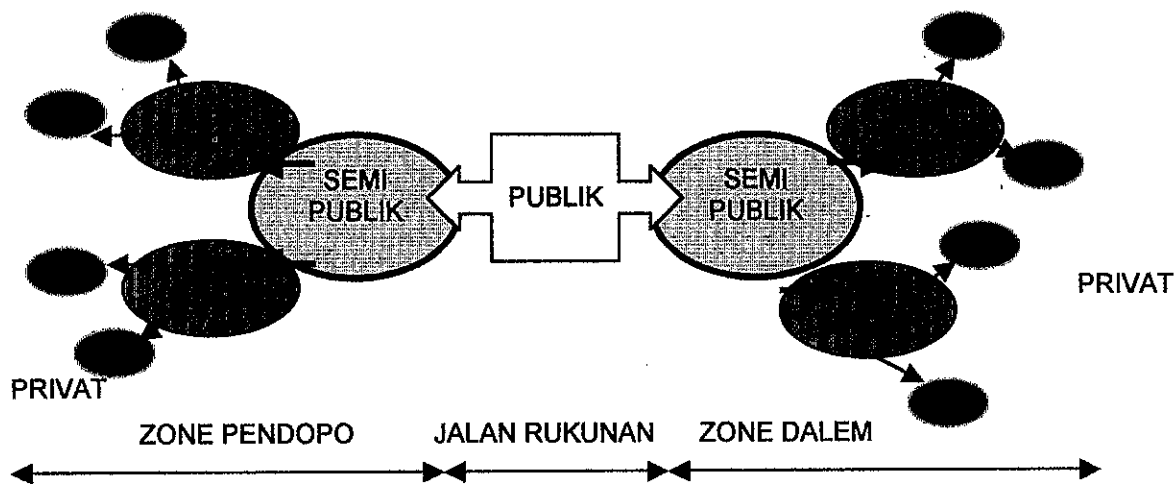 SEMI
PUBLIK
PUBLIK
SEMI
PUBLIK
PRIVAT
PRIVAT
ZONE PENDOPO
JALAN RUKUNAN
ZONE DALEM